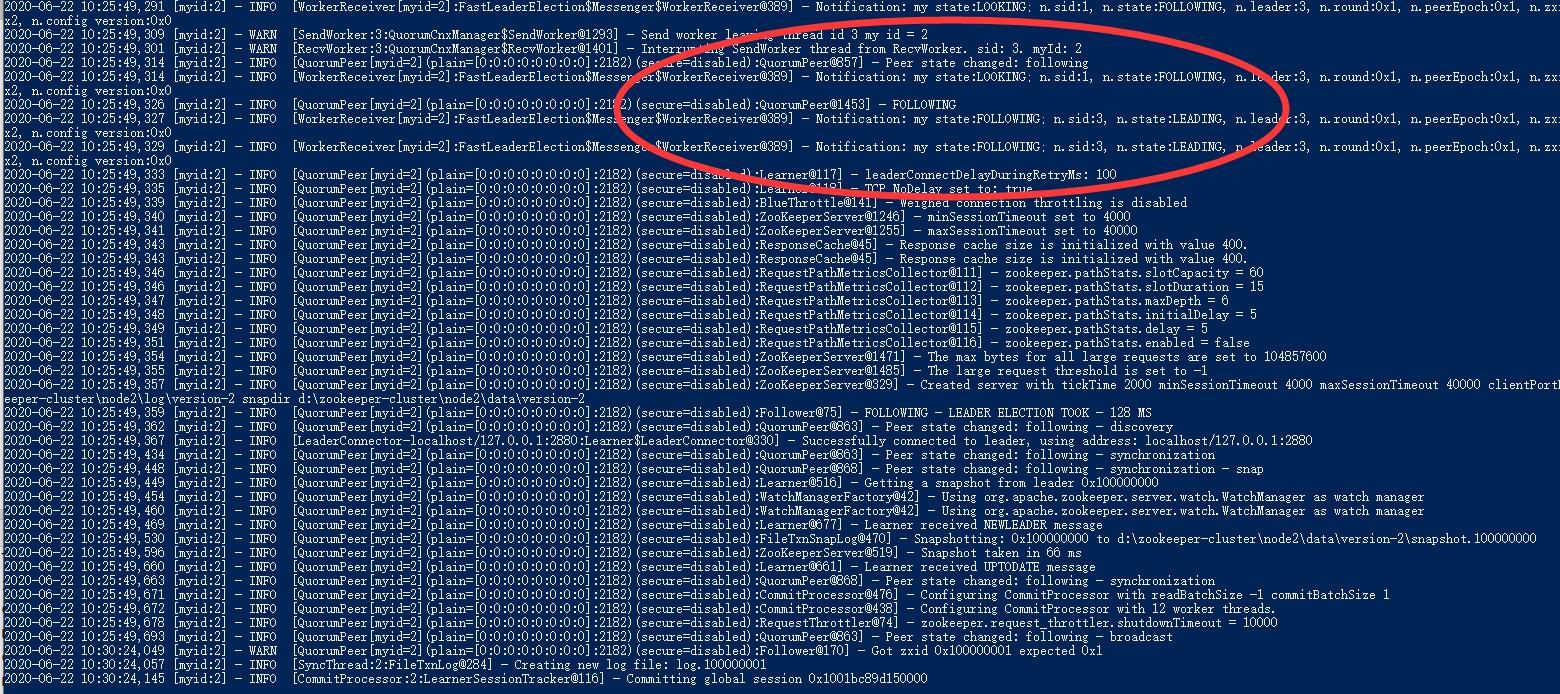 2020-06-22 10:25:49,291 [myid:2] - INFO  [WorkerReceiver[myid=2]:FastLeaderElection$Messenger$WorkerReceiver@389] - Notification: my state:LOOKING; n.sid:1, n.state:FOLLOWING, n.leader:3, n.round:0x1, n.peerEpoch:0x1, n.zxi
x2, n.config version:0x0
2020-06-22 10:25:49,309 [myid:2] - WARN  [SendWorker:3:QuorumCnxManager$SendWorker@1293] - Send worker leaving thread id 3 my id = 2
2020-06-22 10:25:49,301 [myid:2] - WARN  [RecvWorker:3:QuorumCnxManager$RecvWorker@1401] - Interrupting SendWorker thread from RecvWorker. sid: 3. myId: 2
2020-06-22 10:25:49,314 [myid:2] - INFO  [QuorumPeer[myid=2](plain=[0:0:0:0:0:0:0:0]:2182)(secure=disabled):QuorumPeer@857] - Peer state changed: following
2020-06-22 10:25:49,314 [myid:2] - INFO  [WorkerReceiver[myid=2]:FastLeaderElection$Messenger$WorkerReceiver@389] - Notification: my state:LOOKING; n.sid:1, n.state:FOLLOWING, n.leader:3, n.round:0x1, n.peerEpoch:0x1, n.zxi
x2, n.config version:0x0
2020-06-22 10:25:49,326 [myid:2] - INFO  [QuorumPeer[myid=2](plain=[0:0:0:0:0:0:0:0]:2182)(secure=disabled):QuorumPeer@1453] - FOLLOWING
2020-06-22 10:25:49,327 [myid:2] - INFO  [WorkerReceiver[myid=2]:FastLeaderElection$Messenger$WorkerReceiver@389] - Notification: my state:FOLLOWING; n.sid:3, n.state:LEADING, n.leader:3, n.round:0x1, n.peerEpoch:0x1, n.zxi
x2, n.config version:0x0
2020-06-22 10:25:49,329 [myid:2] - INFO  [WorkerReceiver[myid=2]:FastLeaderElection$Messenger$WorkerReceiver@389] - Notification: my state:FOLLOWING; n.sid:3, n.state:LEADING, n.leader:3, n.round:0x1, n.peerEpoch:0x1, n.zxi
x2, n.config version:0x0
2020-06-22 10:25:49,333 [myid:2] - INFO  [QuorumPeer[myid=2](plain=[0:0:0:0:0:0:0:0]:2182)(secure=disabled):Learner@117] - leaderConnectDelayDuringRetryMs: 100
2020-06-22 10:25:49,335 [myid:2] - INFO  [QuorumPeer[myid=2](plain=[0:0:0:0:0:0:0:0]:2182)(secure=disabled):Learner@118] - TCP NoDelay set to: true
2020-06-22 10:25:49,339 [myid:2] - INFO  [QuorumPeer[myid=2](plain=[0:0:0:0:0:0:0:0]:2182)(secure=disabled):BlueThrottle@141] - Weighed connection throttling is disabled
2020-06-22 10:25:49,340 [myid:2] - INFO  [QuorumPeer[myid=2](plain=[0:0:0:0:0:0:0:0]:2182)(secure=disabled):ZooKeeperServer@1246] - minSessionTimeout set to 4000
2020-06-22 10:25:49,341 [myid:2] - INFO  [QuorumPeer[myid=2](plain=[0:0:0:0:0:0:0:0]:2182)(secure=disabled):ZooKeeperServer@1255] - maxSessionTimeout set to 40000
2020-06-22 10:25:49,343 [myid:2] - INFO  [QuorumPeer[myid=2](plain=[0:0:0:0:0:0:0:0]:2182)(secure=disabled):ResponseCache@45] - Response cache size is initialized with value 400.
2020-06-22 10:25:49,343 [myid:2] - INFO  [QuorumPeer[myid=2](plain=[0:0:0:0:0:0:0:0]:2182)(secure=disabled):ResponseCache@45] - Response cache size is initialized with value 400.
2020-06-22 10:25:49,346 [myid:2] - INFO  [QuorumPeer[myid=2](plain=[0:0:0:0:0:0:0:0]:2182)(secure=disabled):RequestPathMetricsCollector@111] - zookeeper.pathStats.slotCapacity = 60
2020-06-22 10:25:49,346 [myid:2] - INFO  [QuorumPeer[myid=2](plain=[0:0:0:0:0:0:0:0]:2182)(secure=disabled):RequestPathMetricsCollector@112] - zookeeper.pathStats.slotDuration = 15
2020-06-22 10:25:49,347 [myid:2] - INFO  [QuorumPeer[myid=2](plain=[0:0:0:0:0:0:0:0]:2182)(secure=disabled):RequestPathMetricsCollector@113] - zookeeper.pathStats.maxDepth = 6
2020-06-22 10:25:49,348 [myid:2] - INFO  [QuorumPeer[myid=2](plain=[0:0:0:0:0:0:0:0]:2182)(secure=disabled):RequestPathMetricsCollector@114] - zookeeper.pathStats.initialDelay = 5
2020-06-22 10:25:49,349 [myid:2] - INFO  [QuorumPeer[myid=2](plain=[0:0:0:0:0:0:0:0]:2182)(secure=disabled):RequestPathMetricsCollector@115] - zookeeper.pathStats.delay = 5
2020-06-22 10:25:49,351 [myid:2] - INFO  [QuorumPeer[myid=2](plain=[0:0:0:0:0:0:0:0]:2182)(secure=disabled):RequestPathMetricsCollector@116] - zookeeper.pathStats.enabled = false
2020-06-22 10:25:49,354 [myid:2] - INFO  [QuorumPeer[myid=2](plain=[0:0:0:0:0:0:0:0]:2182)(secure=disabled):ZooKeeperServer@1471] - The max bytes for all large requests are set to 104857600
2020-06-22 10:25:49,355 [myid:2] - INFO  [QuorumPeer[myid=2](plain=[0:0:0:0:0:0:0:0]:2182)(secure=disabled):ZooKeeperServer@1485] - The large request threshold is set to -1
2020-06-22 10:25:49,357 [myid:2] - INFO  [QuorumPeer[myid=2](plain=[0:0:0:0:0:0:0:0]:2182)(secure=disabled):ZooKeeperServer@329] - Created server with tickTime 2000 minSessionTimeout 4000 maxSessionTimeout 40000 clientPortH
eeper-cluster\node2\log\version-2 snapdir d:\zookeeper-cluster\node2\data\version-2
2020-06-22 10:25:49,359 [myid:2] - INFO  [QuorumPeer[myid=2](plain=[0:0:0:0:0:0:0:0]:2182)(secure=disabled):Follower@75] - FOLLOWING - LEADER ELECTION TOOK - 128 MS
2020-06-22 10:25:49,362 [myid:2] - INFO  [QuorumPeer[myid=2](plain=[0:0:0:0:0:0:0:0]:2182)(secure=disabled):QuorumPeer@863] - Peer state changed: following - discovery
2020-06-22 10:25:49,367 [myid:2] - INFO  [LeaderConnector-localhost/127.0.0.1:2880:Learner$LeaderConnector@330] - Successfully connected to leader, using address: localhost/127.0.0.1:2880
2020-06-22 10:25:49,434 [myid:2] - INFO  [QuorumPeer[myid=2](plain=[0:0:0:0:0:0:0:0]:2182)(secure=disabled):QuorumPeer@863] - Peer state changed: following - synchronization
2020-06-22 10:25:49,448 [myid:2] - INFO  [QuorumPeer[myid=2](plain=[0:0:0:0:0:0:0:0]:2182)(secure=disabled):QuorumPeer@868] - Peer state changed: following - synchronization - snap
2020-06-22 10:25:49,449 [myid:2] - INFO  [QuorumPeer[myid=2](plain=[0:0:0:0:0:0:0:0]:2182)(secure=disabled):Learner@516] - Getting a snapshot from leader 0x100000000
2020-06-22 10:25:49,454 [myid:2] - INFO  [QuorumPeer[myid=2](plain=[0:0:0:0:0:0:0:0]:2182)(secure=disabled):WatchManagerFactory@42] - Using org.apache.zookeeper.server.watch.WatchManager as watch manager
2020-06-22 10:25:49,460 [myid:2] - INFO  [QuorumPeer[myid=2](plain=[0:0:0:0:0:0:0:0]:2182)(secure=disabled):WatchManagerFactory@42] - Using org.apache.zookeeper.server.watch.WatchManager as watch manager
2020-06-22 10:25:49,469 [myid:2] - INFO  [QuorumPeer[myid=2](plain=[0:0:0:0:0:0:0:0]:2182)(secure=disabled):Learner@677] - Learner received NEWLEADER message
2020-06-22 10:25:49,530 [myid:2] - INFO  [QuorumPeer[myid=2](plain=[0:0:0:0:0:0:0:0]:2182)(secure=disabled):FileTxnSnapLog@470] - Snapshotting: 0x100000000 to d:\zookeeper-cluster\node2\data\version-2\snapshot.100000000
2020-06-22 10:25:49,596 [myid:2] - INFO  [QuorumPeer[myid=2](plain=[0:0:0:0:0:0:0:0]:2182)(secure=disabled):ZooKeeperServer@519] - Snapshot taken in 66 ms
2020-06-22 10:25:49,660 [myid:2] - INFO  [QuorumPeer[myid=2](plain=[0:0:0:0:0:0:0:0]:2182)(secure=disabled):Learner@661] - Learner received UPTODATE message
2020-06-22 10:25:49,663 [myid:2] - INFO  [QuorumPeer[myid=2](plain=[0:0:0:0:0:0:0:0]:2182)(secure=disabled):QuorumPeer@868] - Peer state changed: following - synchronization
2020-06-22 10:25:49,671 [myid:2] - INFO  [QuorumPeer[myid=2](plain=[0:0:0:0:0:0:0:0]:2182)(secure=disabled):CommitProcessor@476] - Configuring CommitProcessor with readBatchSize -1 commitBatchSize 1
2020-06-22 10:25:49,672 [myid:2] - INFO  [QuorumPeer[myid=2](plain=[0:0:0:0:0:0:0:0]:2182)(secure=disabled):CommitProcessor@438] - Configuring CommitProcessor with 12 worker threads.
2020-06-22 10:25:49,678 [myid:2] - INFO  [QuorumPeer[myid=2](plain=[0:0:0:0:0:0:0:0]:2182)(secure=disabled):RequestThrottler@74] - zookeeper.request_throttler.shutdownTimeout = 10000
2020-06-22 10:25:49,693 [myid:2] - INFO  [QuorumPeer[myid=2](plain=[0:0:0:0:0:0:0:0]:2182)(secure=disabled):QuorumPeer@863] - Peer state changed: following - broadcast
2020-06-22 10:30:24,049 [myid:2] - WARN  [QuorumPeer[myid=2](plain=[0:0:0:0:0:0:0:0]:2182)(secure=disabled):Follower@170] - Got zxid 0x100000001 expected 0x1
2020-06-22 10:30:24,057 [myid:2] - INFO  [SyncThread:2:FileTxnLog@284] - Creating new log file: log.100000001
2020-06-22 10:30:24,145 [myid:2] - INFO  [CommitProcessor:2:LearnerSessionTracker@116] - Committing global session 0x1001bc89d150000